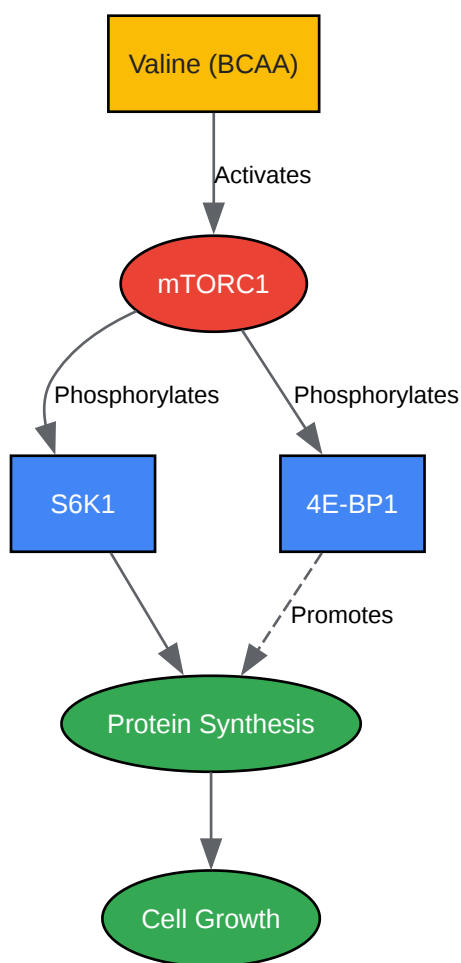 Valine (BCAA)
Activates
mTORC1
Phosphorylates
Phosphorylates
S6K1
4E-BP1
Promotes
Protein Synthesis
Cell Growth